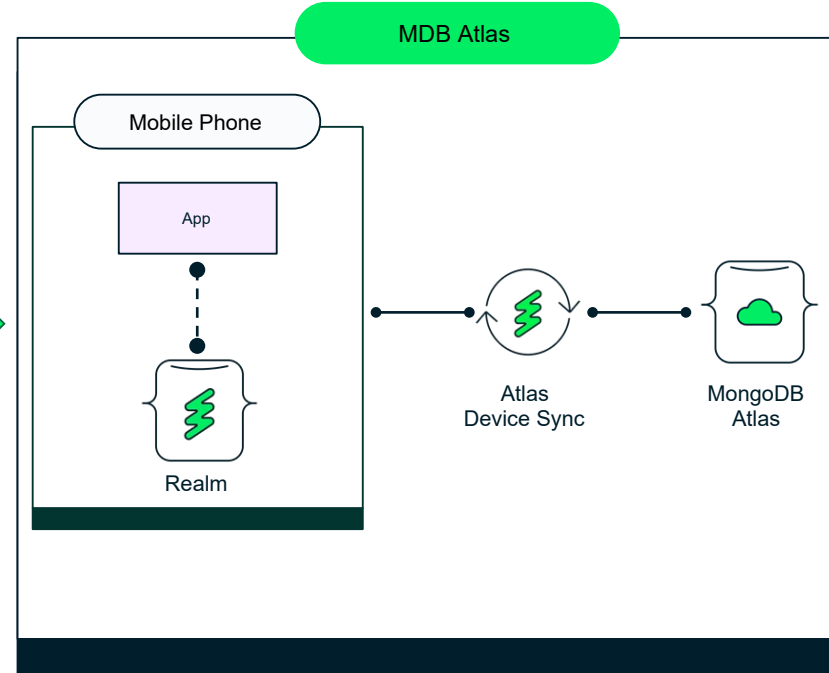 MDB Atlas
Mobile Phone
App
Realm
Atlas
Device Sync
MongoDB
Atlas